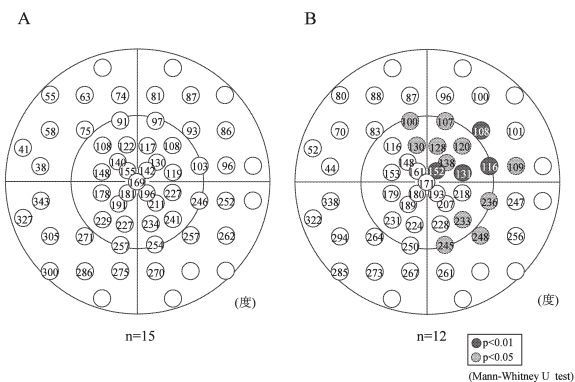 A
55 63 74 81 87
58 75 91 97 93 86
41 38 108 122 117 108
140 130
148 155 142 119 103 96
169
343 178 181 196 227 246 252
191 211
327 229 227 234 241
305 271 257 254 257 262
300 286 275 270
(度)
n=15
B
80 88 87 96 100
70 83 100 107 108 101
52 44 116 130 128 120
148 138
153 161 152 131 116 109
171
338 179 180 193 218 236 247
189 207
322 231 224 228 233
294 264 250 245 248 256
285 273 267 261
(度)
n=12
p<0.01
p<0.05
(Mann-Whitney U test)